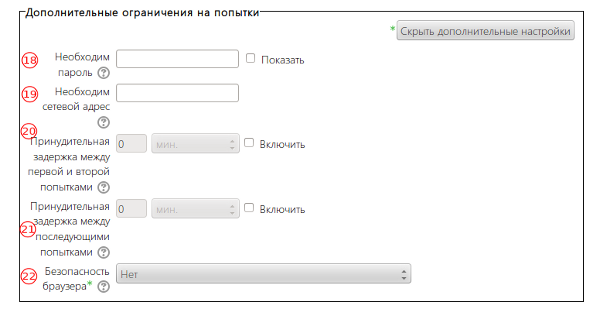 Дополнительные ограничения на попытки
* Скрыть дополнительные настройки
18 Необходим
пароль ? Показать
19 Необходим
сетевой адрес
?
20
Принудительная
задержка между 0 мин. Включить
первой и второй
попытками ?
Принудительная 0 мин. Включить
задержка между
21 последующими
попытками ?
22 Безопасность
браузера* ? Нет